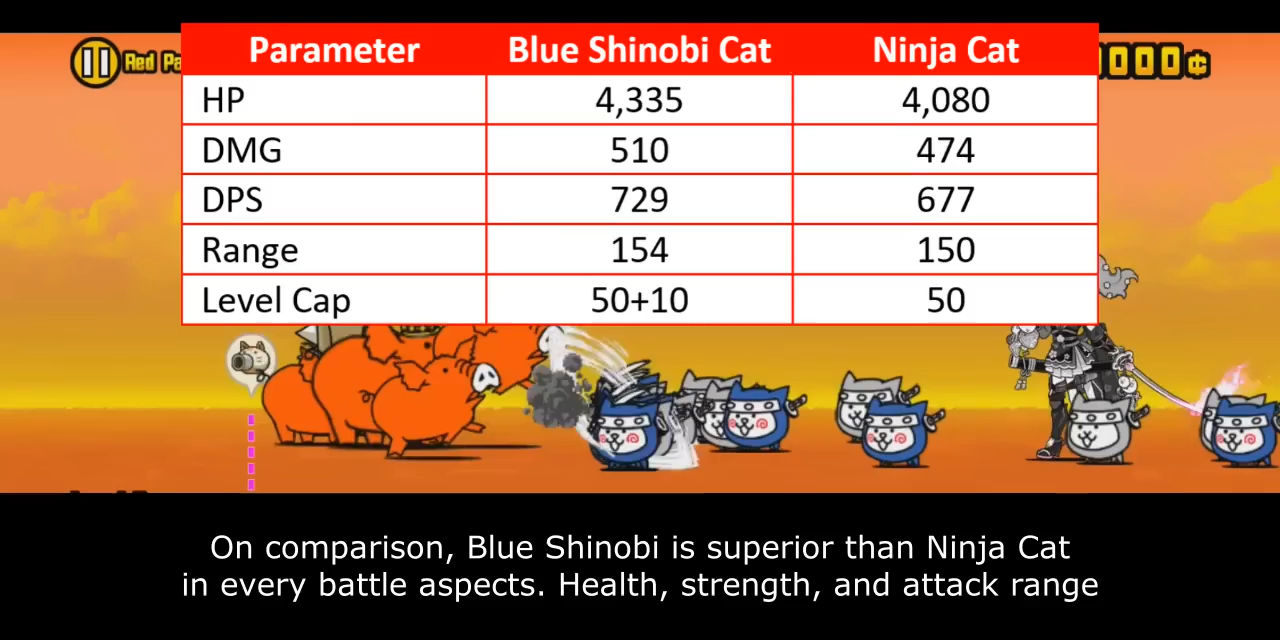 Parameter Blue Shinobi Cat Ninja Cat
HP 4,335 4,080
DMG 510 474
DPS 729 677
Range 154 150
Level Cap 50+10 50
Red
000¢
On comparison, Blue Shinobi is superior than Ninja Cat
in every battle aspects. Health, strength, and attack range